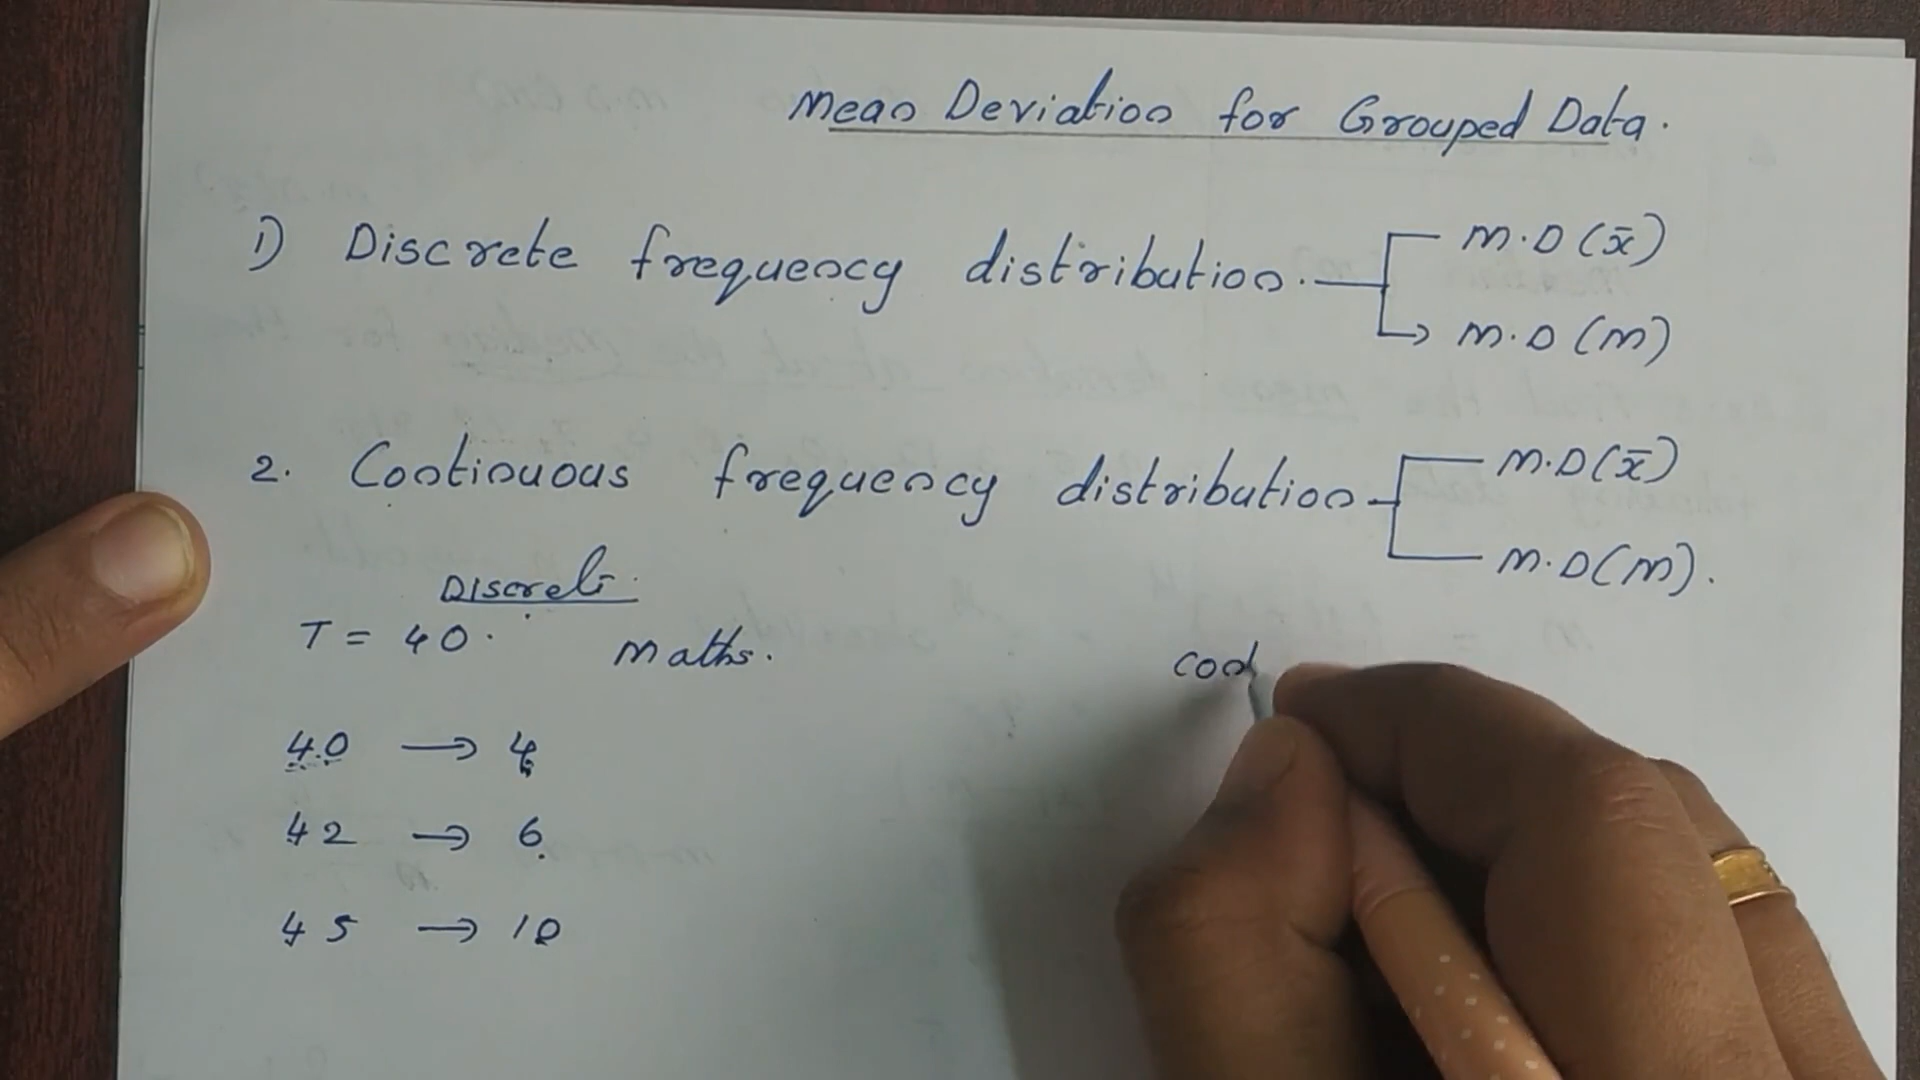 Mean Deviation for Grouped Data.
1) Discrete frequency distribution. M.D(x̄)
→ M.D(M)
2. Continuous frequency distribution M.D(x̄)
M.D(M).
Discrete
T = 40. Maths.
40 → 4
42 → 6
45 → 10